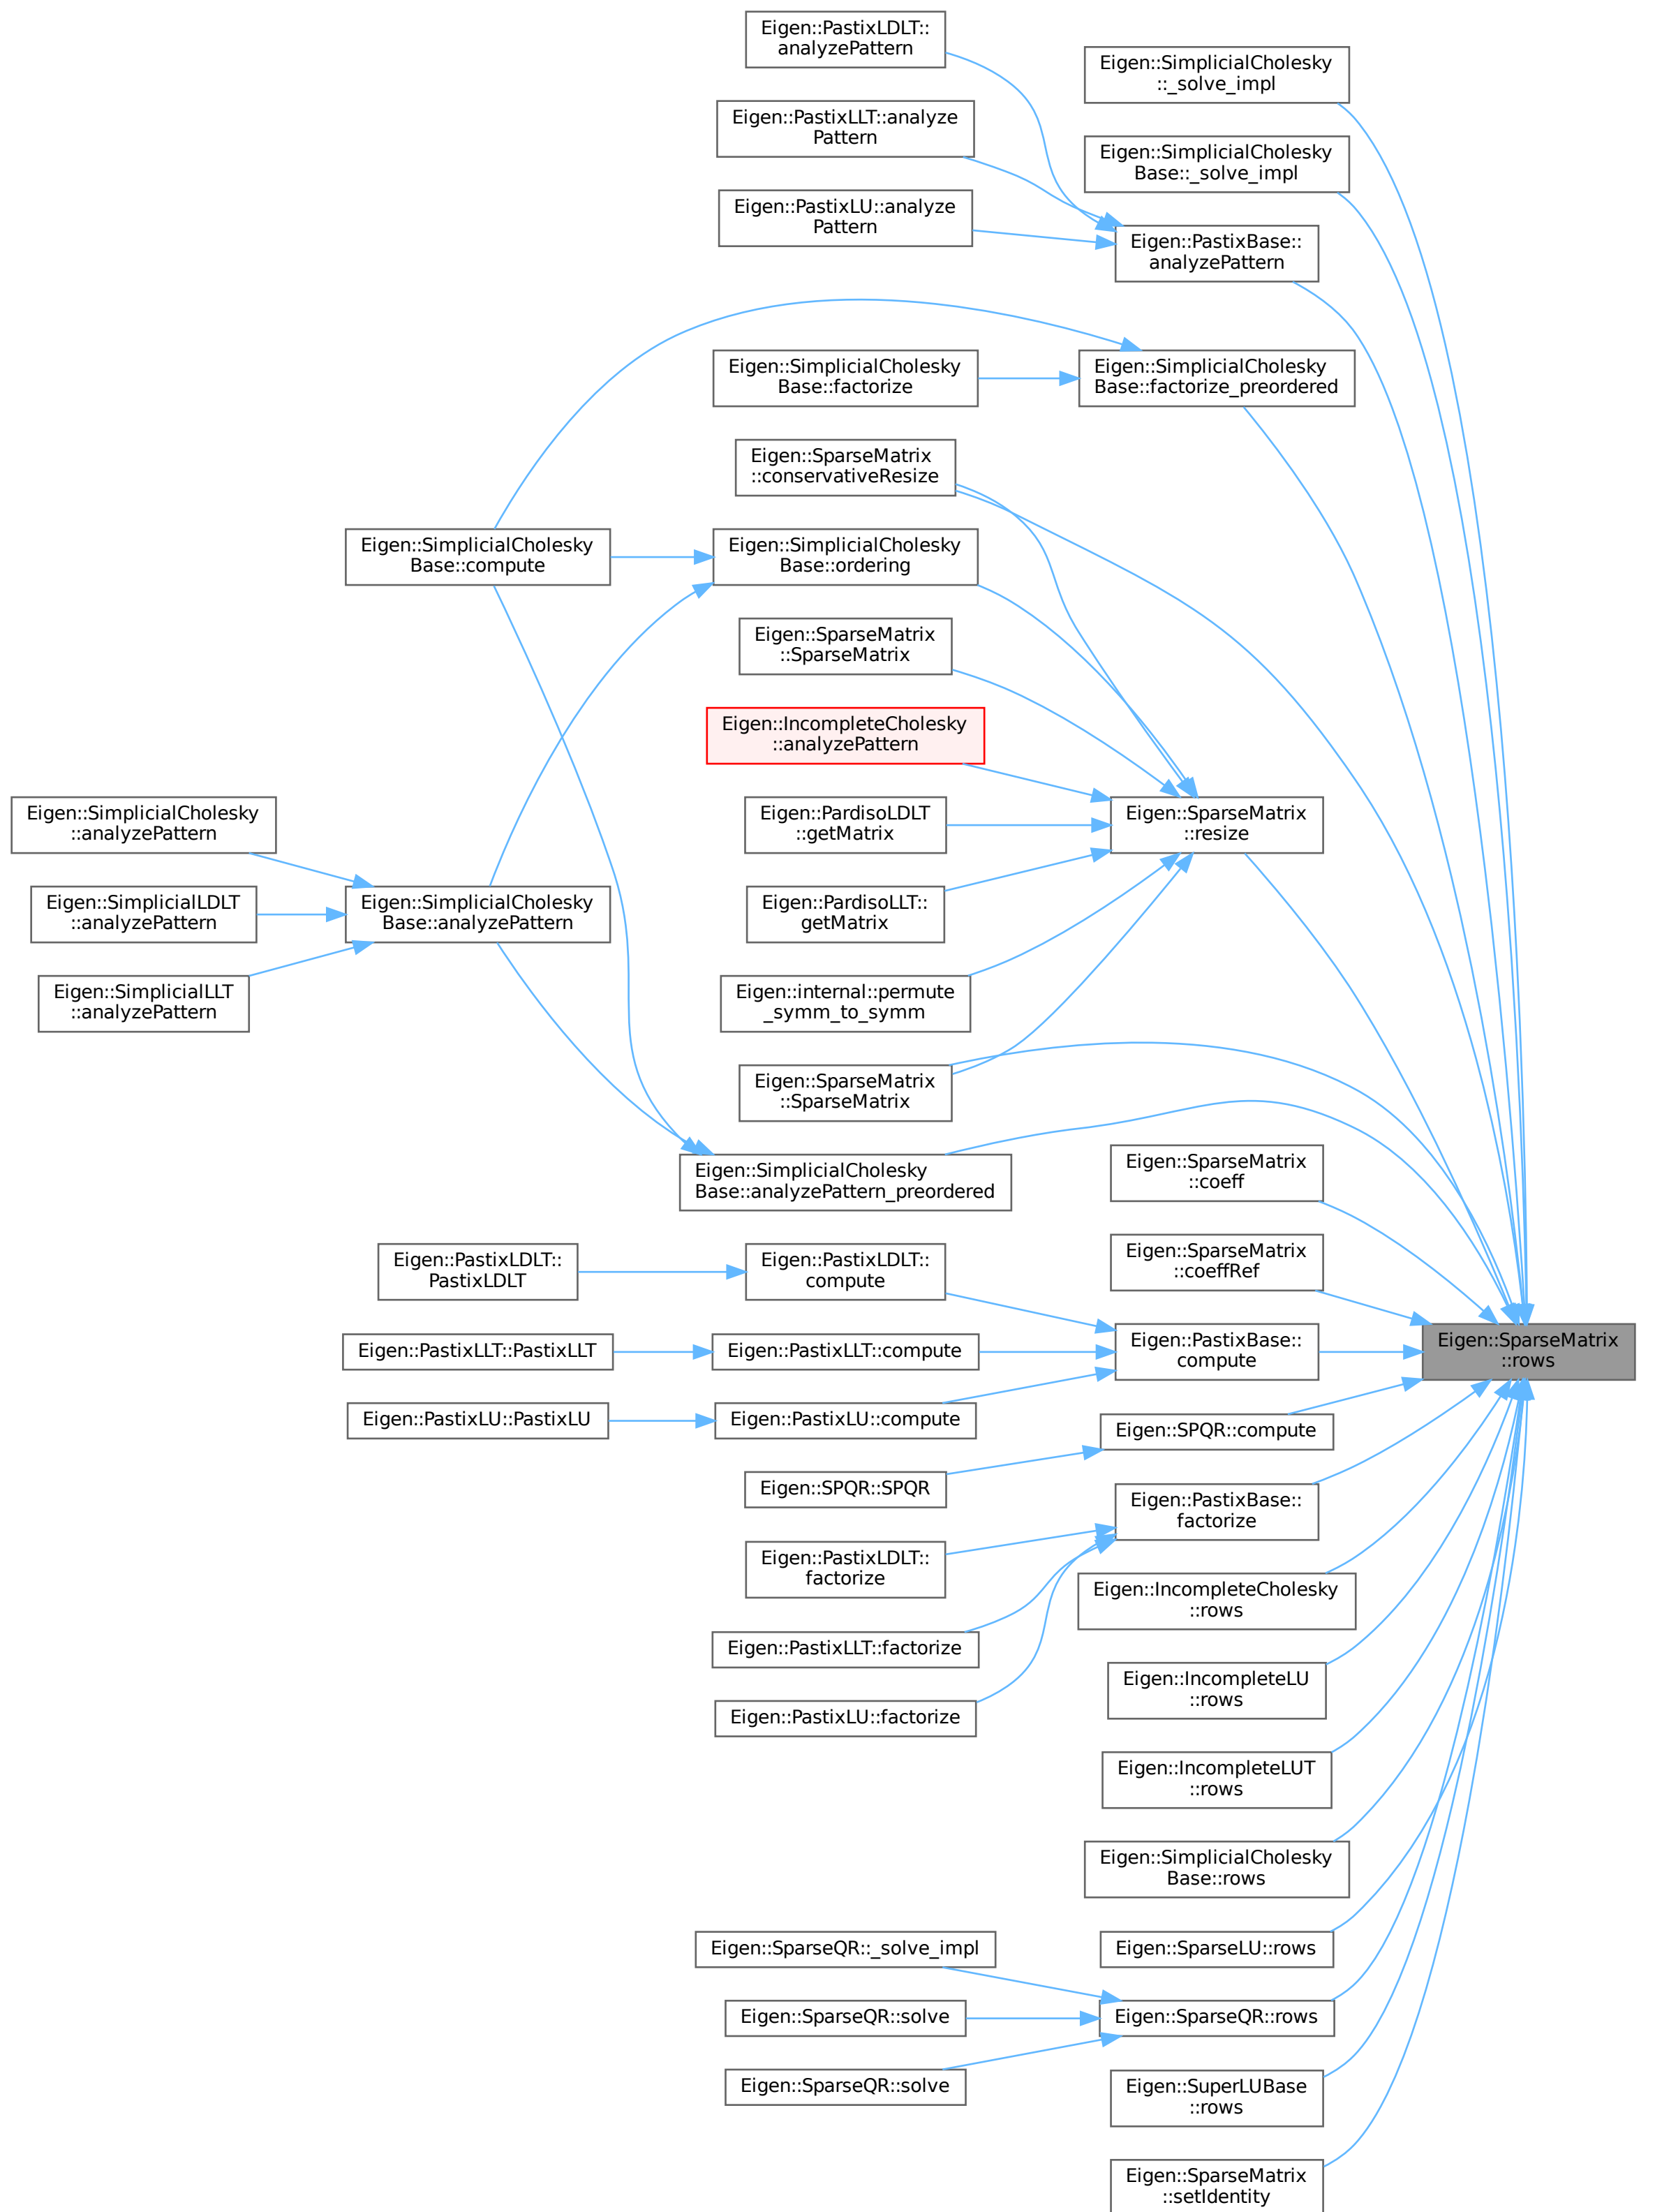 Eigen::PastixLDLT::
analyzePattern
Eigen::SimplicialCholesky
::_solve_impl
Eigen::PastixLLT::analyze
Pattern
Eigen::SimplicialCholesky
Base::_solve_impl
Eigen::PastixLU::analyze
Pattern
Eigen::PastixBase::
analyzePattern
Eigen::SimplicialCholesky
Base::factorize
Eigen::SimplicialCholesky
Base::factorize_preordered
Eigen::SparseMatrix
::conservativeResize
Eigen::SimplicialCholesky
Base::compute
Eigen::SimplicialCholesky
Base::ordering
Eigen::SparseMatrix
::SparseMatrix
Eigen::IncompleteCholesky
::analyzePattern
Eigen::SimplicialCholesky
::analyzePattern
Eigen::PardisoLDLT
::getMatrix
Eigen::SparseMatrix
::resize
Eigen::SimplicialLDLT
::analyzePattern
Eigen::SimplicialCholesky
Base::analyzePattern
Eigen::PardisoLLT::
getMatrix
Eigen::SimplicialLLT
::analyzePattern
Eigen::internal::permute
_symm_to_symm
Eigen::SparseMatrix
::SparseMatrix
Eigen::SimplicialCholesky
Base::analyzePattern_preordered
Eigen::SparseMatrix
::coeff
Eigen::PastixLDLT::
PastixLDLT
Eigen::PastixLDLT::
compute
Eigen::SparseMatrix
::coeffRef
Eigen::PastixLLT::PastixLLT
Eigen::PastixLLT::compute
Eigen::PastixBase::
compute
Eigen::SparseMatrix
::rows
Eigen::PastixLU::PastixLU
Eigen::PastixLU::compute
Eigen::SPQR::compute
Eigen::SPQR::SPQR
Eigen::PastixBase::
factorize
Eigen::PastixLDLT::
factorize
Eigen::IncompleteCholesky
::rows
Eigen::PastixLLT::factorize
Eigen::IncompleteLU
::rows
Eigen::PastixLU::factorize
Eigen::IncompleteLUT
::rows
Eigen::SimplicialCholesky
Base::rows
Eigen::SparseQR::_solve_impl
Eigen::SparseLU::rows
Eigen::SparseQR::solve
Eigen::SparseQR::rows
Eigen::SparseQR::solve
Eigen::SuperLUBase
::rows
Eigen::SparseMatrix
::setIdentity